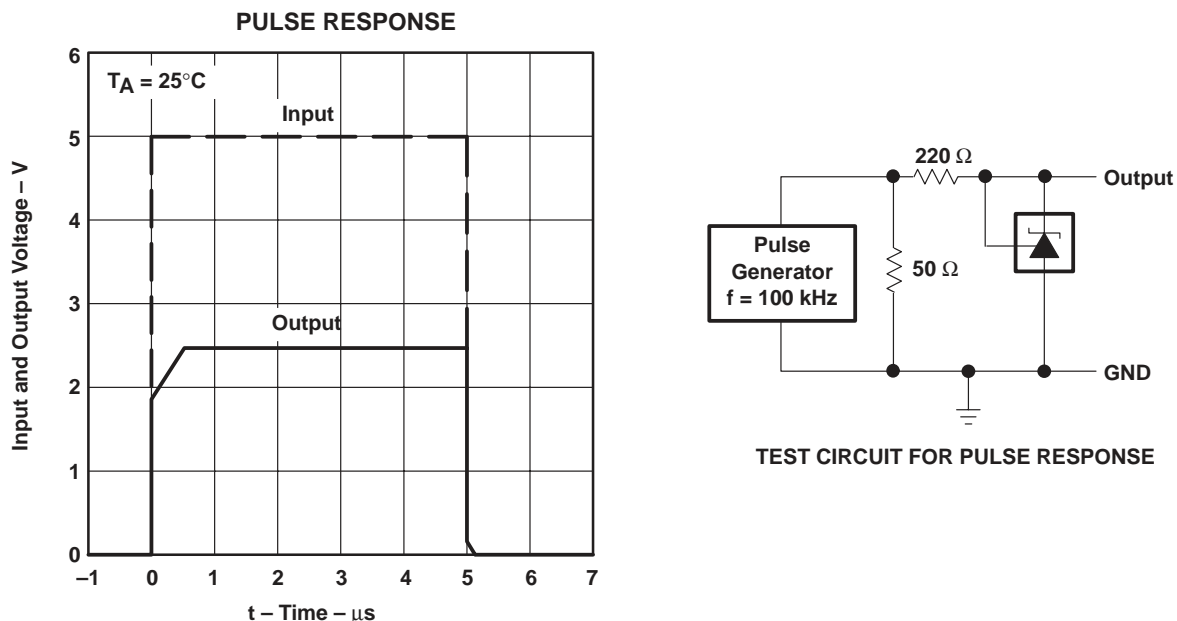 PULSE RESPONSE
6
TA = 25°C
Input
5
4
3
Output
2
1
0
–1 0 1 2 3 4 5 6 7
t – Time – μs
Input and Output Voltage – V
220 Ω
Output
Pulse
Generator
f = 100 kHz
50 Ω
GND
TEST CIRCUIT FOR PULSE RESPONSE